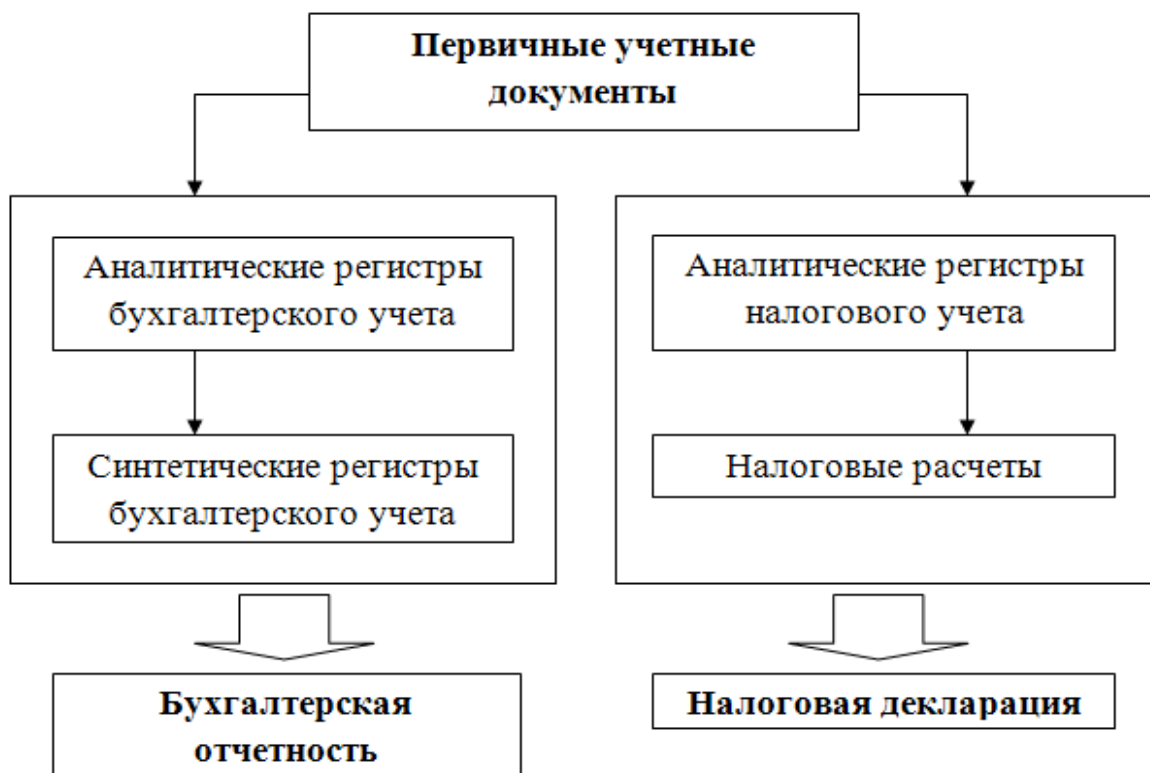 Первичные учетные
документы
Аналитические регистры
бухгалтерского учета
Синтетические регистры
бухгалтерского учета
Аналитические регистры
налогового учета
Налоговые расчеты
Бухгалтерская
отчетность
Налоговая декларация